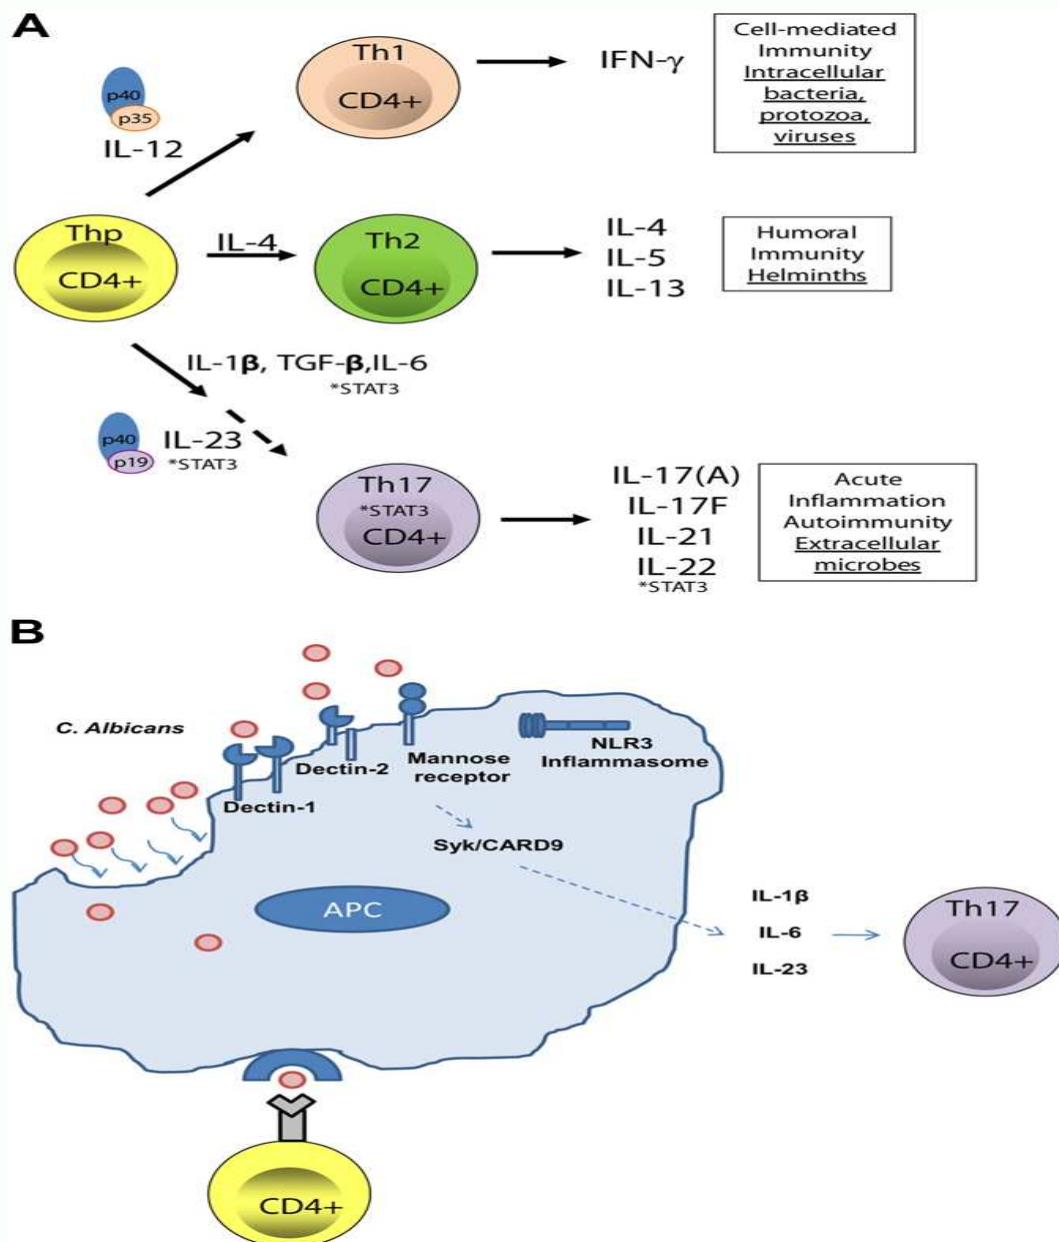 A
Th1
CD4+
IFN-γ
Cell-mediated
Immunity
Intracellular
bacteria,
protozoa,
viruses
p40
p35
IL-12
Thp
CD4+
IL-4
Th2
CD4+
IL-4
IL-5
IL-13
Humoral
Immunity
Helminths
IL-1β, TGF-β,IL-6
*STAT3
p40
p19
IL-23
*STAT3
Th17
*STAT3
CD4+
IL-17(A)
IL-17F
IL-21
IL-22
*STAT3
Acute
Inflammation
Autoimmunity
Extracellular
microbes
B
C. Albicans
Dectin-1
Dectin-2
Mannose
receptor
NLR3
Inflammasome
Syk/CARD9
APC
IL-1β
IL-6
IL-23
Th17
CD4+
CD4+